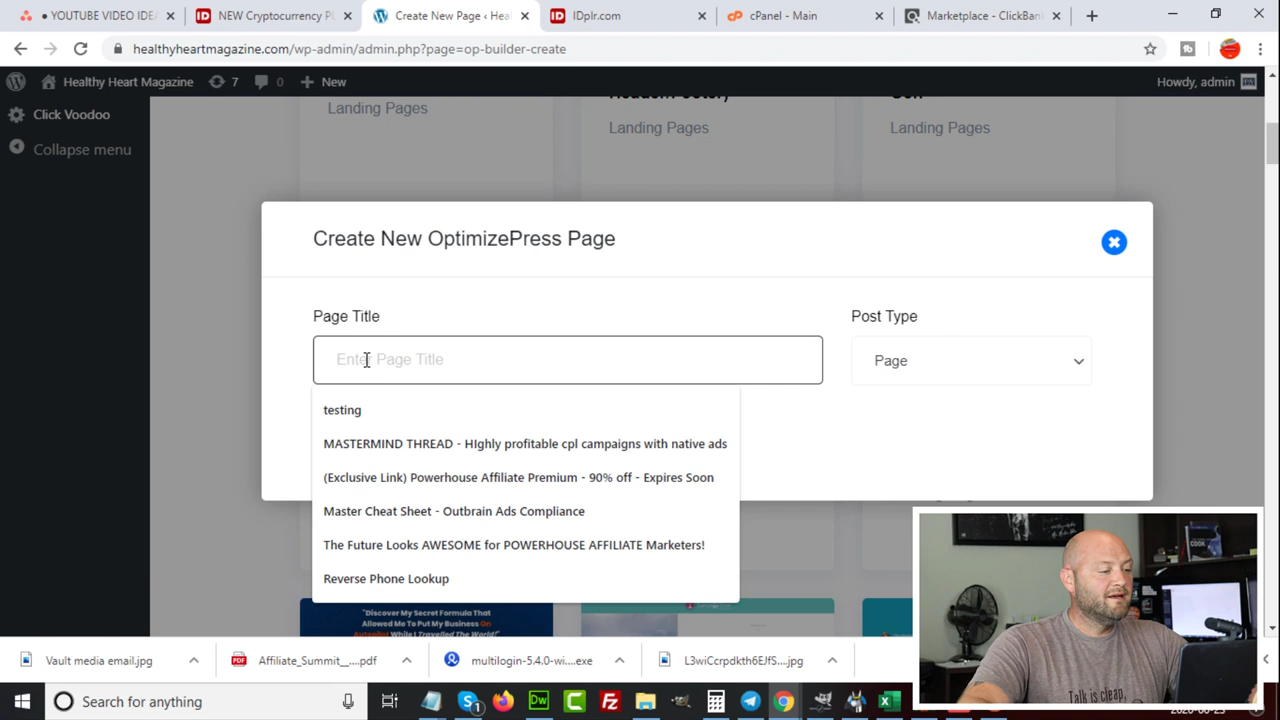 YOUTUBE VIDEO IDEA
NEW Cryptocurrency PL
Create New Page ‹ Hea
IDplr.com
cPanel - Main
Marketplace - ClickBank
healthyheartmagazine.com/wp-admin/admin.php?page=op-builder-create
Healthy Heart Magazine
7
0
New
Howdy, admin
Click Voodoo
Collapse menu
Landing Pages
Landing Pages
Landing Pages
Create New OptimizePress Page
Page Title
Post Type
Enter Page Title
Page
testing
MASTERMIND THREAD - HIghly profitable cpl campaigns with native ads
(Exclusive Link) Powerhouse Affiliate Premium - 90% off - Expires Soon
Master Cheat Sheet - Outbrain Ads Compliance
The Future Looks AWESOME for POWERHOUSE AFFILIATE Marketers!
Reverse Phone Lookup
"Discover My Secret Formula That
Allowed Me To Put My Business On
Autopilot While I Travelled The World!"
COOK
Talk is cheap,
Vault media email.jpg
Affiliate_Summit__....pdf
multilogin-5.4.0-wi....exe
L3wiCcrpdkth6EJfS....jpg
Search for anything